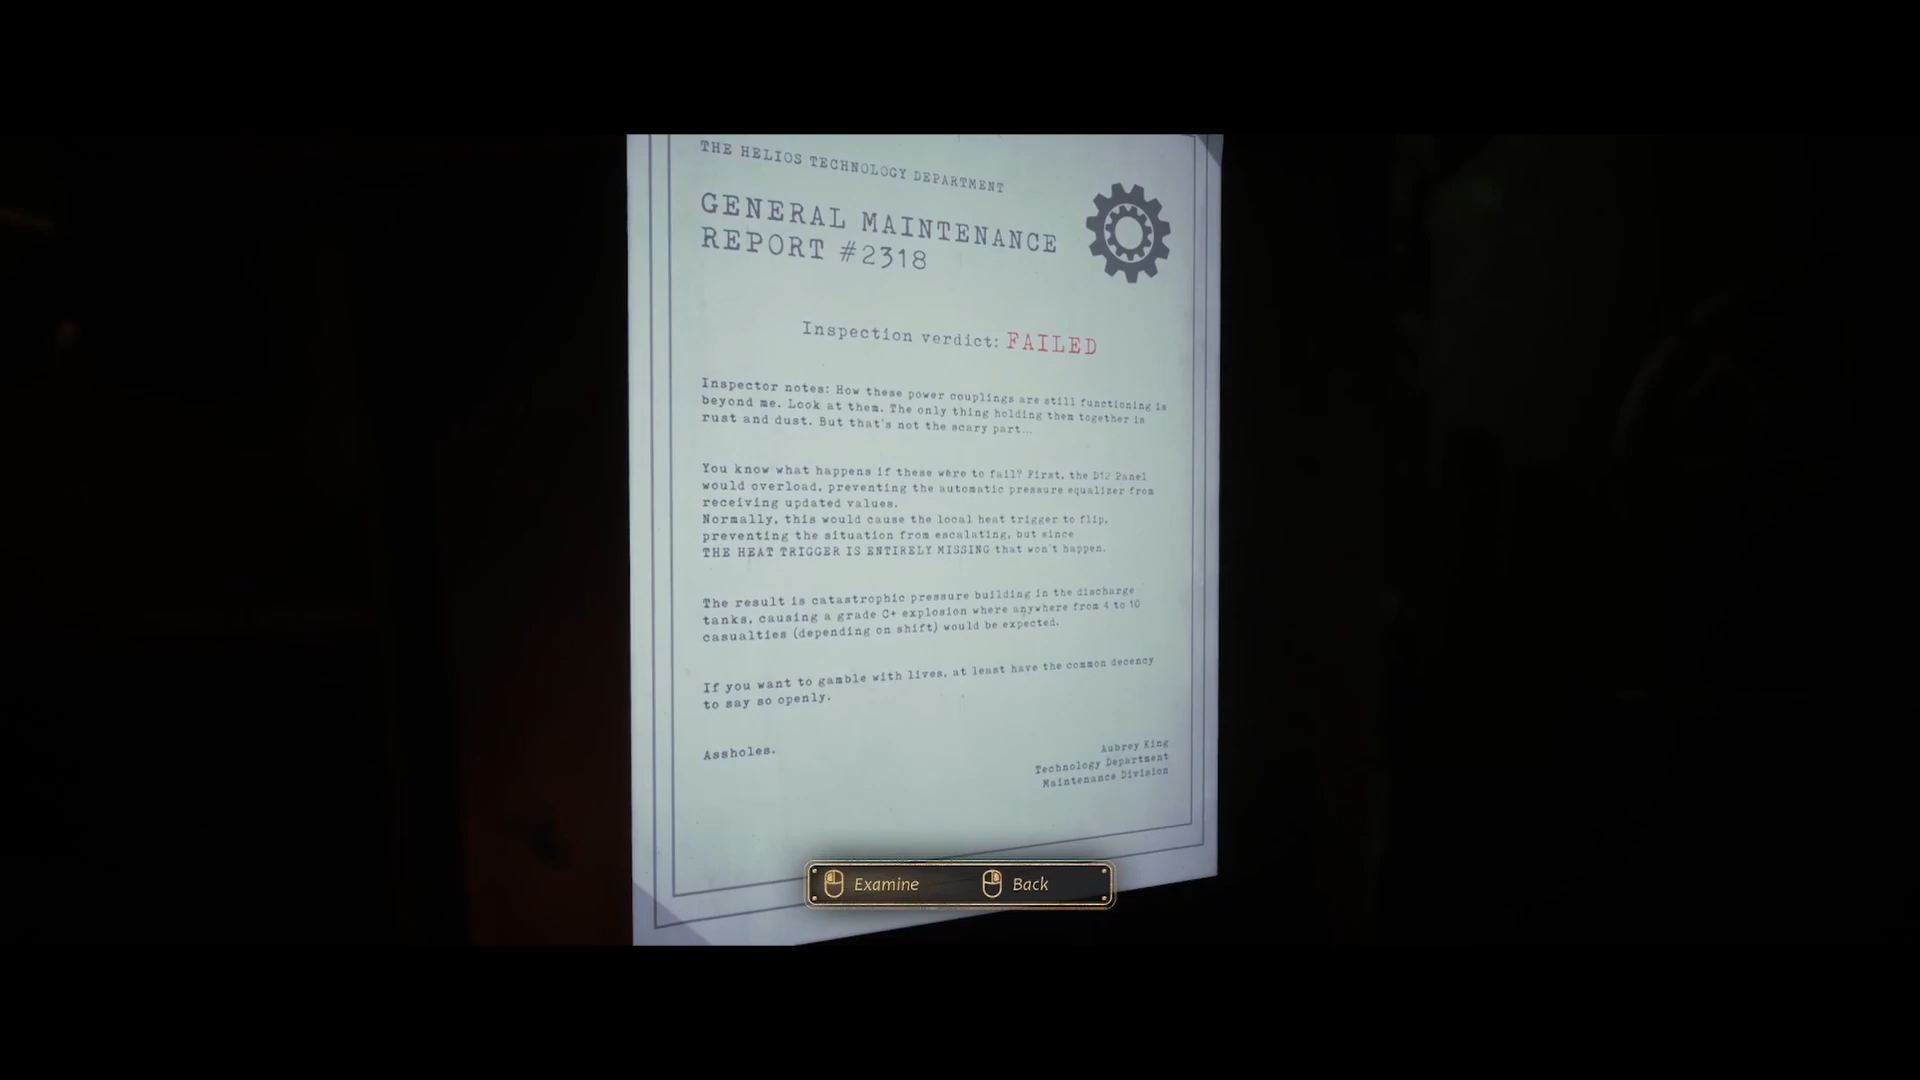 THE HELIOS TECHNOLOGY DEPARTMENT
GENERAL MAINTENANCE
REPORT #2318
Inspection verdict: FAILED
Inspector notes: How these power couplings are still functioning is
beyond me. Look at them. The only thing holding them together is
rust and dust. But that's not the scary part...
You know what happens if these were to fail? First, the D12 Panel
would overload, preventing the automatic pressure equalizer from
receiving updated values.
Normally, this would cause the local heat trigger to flip,
preventing the situation from escalating, but since
THE HEAT TRIGGER IS ENTIRELY MISSING that won't happen.
The result is catastrophic pressure building in the discharge
tanks, causing a grade C+ explosion where anywhere from 4 to 10
casualties (depending on shift) would be expected.
If you want to gamble with lives, at least have the common decency
to say so openly.
Assholes.
Aubrey King
Technology Department
Maintenance Division
Examine
Back